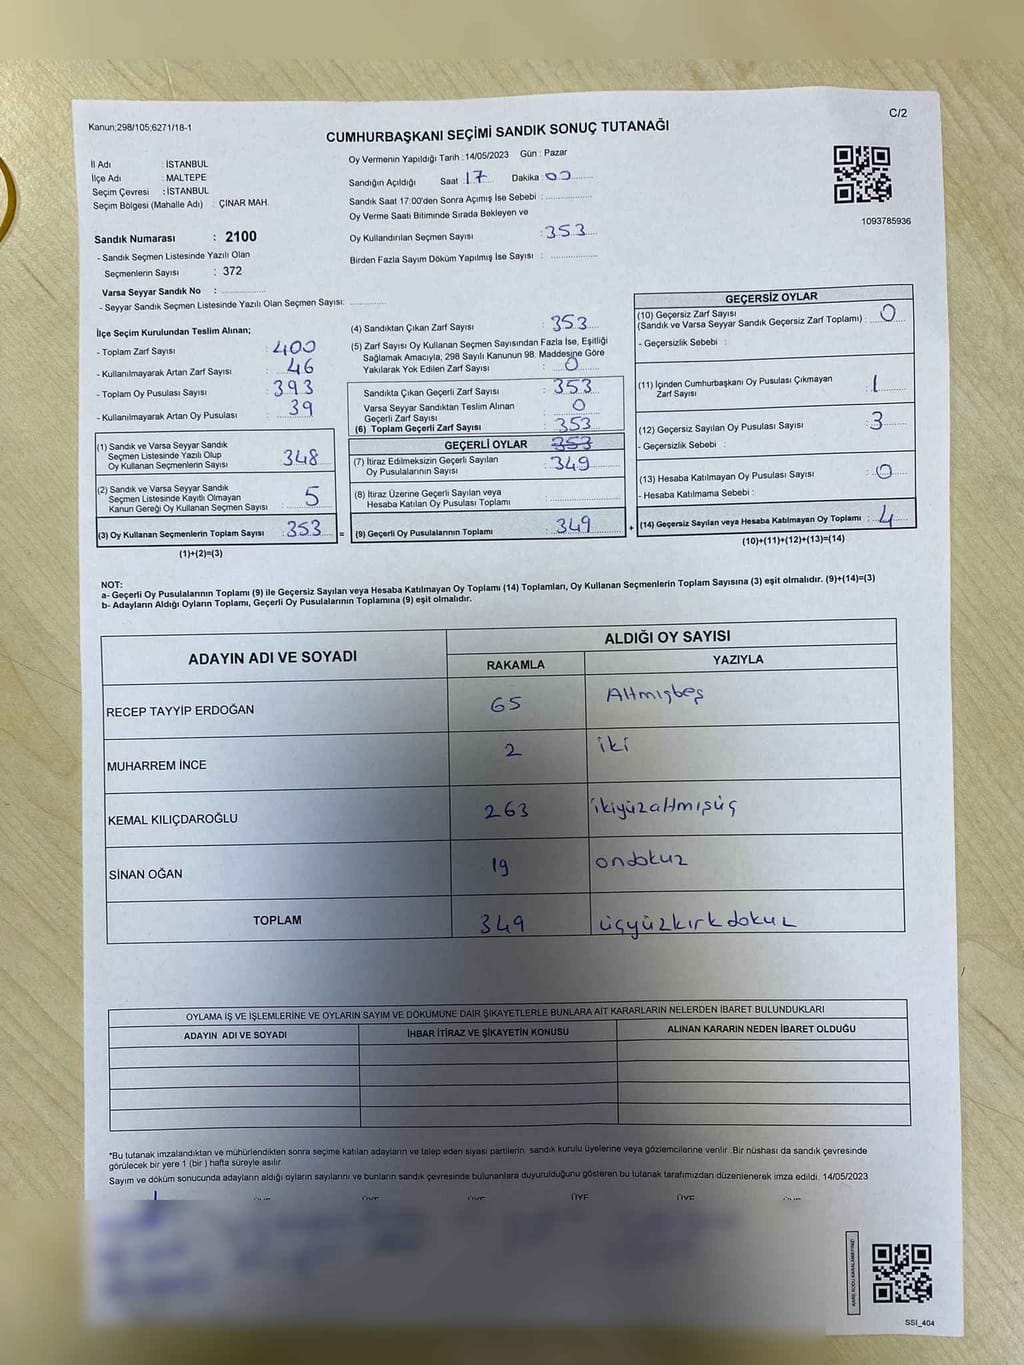 Kanun;298/105;6271/18-1
C/2
CUMHURBAŞKANI SEÇİMİ SANDIK SONUÇ TUTANAĞI
İl Adı : İSTANBUL
İlçe Adı : MALTEPE
Seçim Çevresi : İSTANBUL
Seçim Bölgesi (Mahalle Adı) : ÇINAR MAH.
Oy Vermenin Yapıldığı Tarih : 14/05/2023 Gün : Pazar
Sandığın Açıldığı Saat : 17 Dakika : 00
Sandık Saat 17.00'den Sonra Açımış İse Sebebi :
Oy Verme Saati Bitiminde Sırada Bekleyen ve
Oy Kullandırılan Seçmen Sayısı : 353
Birden Fazla Sayım Döküm Yapılmış İse Sayısı :
1093785936
Sandık Numarası : 2100
- Sandık Seçmen Listesinde Yazılı Olan
Seçmenlerin Sayısı : 372
Varsa Seyyar Sandık No :
- Seyyar Sandık Seçmen Listesinde Yazılı Olan Seçmen Sayısı:
İlçe Seçim Kurulundan Teslim Alınan;
- Toplam Zarf Sayısı : 400
- Kullanılmayarak Artan Zarf Sayısı : 46
- Toplam Oy Pusulası Sayısı : 393
- Kullanılmayarak Artan Oy Pusulası : 39
(1) Sandık ve Varsa Seyyar Sandık
Seçmen Listesinde Yazılı Olup
Oy Kullanan Seçmenlerin Sayısı : 348
(2) Sandık ve Varsa Seyyar Sandık
Seçmen Listesinde Kayıtlı Olmayan
Kanun Gereği Oy Kullanan Seçmen Sayısı : 5
(3) Oy Kullanan Seçmenlerin Toplam Sayısı : 353 =
(1)+(2)=(3)
(4) Sandıktan Çıkan Zarf Sayısı : 353
(5) Zarf Sayısı Oy Kullanan Seçmen Sayısından Fazla İse, Eşitliği
Sağlamak Amacıyla; 298 Sayılı Kanunun 98. Maddesine Göre
Yakılarak Yok Edilen Zarf Sayısı : 0
Sandıkta Çıkan Geçerli Zarf Sayısı : 353
Varsa Seyyar Sandıktan Teslim Alınan
Geçerli Zarf Sayısı : 0
(6) Toplam Geçerli Zarf Sayısı : 353
GEÇERLİ OYLAR 353
(7) İtiraz Edilmeksizin Geçerli Sayılan
Oy Pusulalarının Sayısı : 349
(8) İtiraz Üzerine Geçerli Sayılan veya
Hesaba Katılan Oy Pusulası Toplamı :
(9) Geçerli Oy Pusulalarının Toplamı : 349 +
GEÇERSİZ OYLAR
(10) Geçersiz Zarf Sayısı
(Sandık ve Varsa Seyyar Sandık Geçersiz Zarf Toplamı) : 0
- Geçersizlik Sebebi :
(11) İçinden Cumhurbaşkanı Oy Pusulası Çıkmayan
Zarf Sayısı : 1
(12) Geçersiz Sayılan Oy Pusulası Sayısı : 3
- Geçersizlik Sebebi :
(13) Hesaba Katılmayan Oy Pusulası Sayısı : 0
- Hesaba Katılmama Sebebi :
(14) Geçersiz Sayılan veya Hesaba Katılmayan Oy Toplamı : 4
(10)+(11)+(12)+(13)=(14)
NOT:
a- Geçerli Oy Pusulalarının Toplamı (9) ile Geçersiz Sayılan veya Hesaba Katılmayan Oy Toplamı (14) Toplamları, Oy Kullanan Seçmenlerin Toplam Sayısına (3) eşit olmalıdır. (9)+(14)=(3)
b- Adayların Aldığı Oyların Toplamı, Geçerli Oy Pusulalarının Toplamına (9) eşit olmalıdır.
ADAYIN ADI VE SOYADI
ALDIĞI OY SAYISI
RAKAMLA YAZIYLA
RECEP TAYYİP ERDOĞAN 65 Altmışbeş
MUHARREM İNCE 2 iki
KEMAL KILIÇDAROĞLU 263 ikiyüzaltmışüç
SİNAN OĞAN 19 ondokuz
TOPLAM 349 üçyüzkırkdokuz
OYLAMA İŞ VE İŞLEMLERİNE VE OYLARIN SAYIM VE DÖKÜMÜNE DAİR ŞİKAYETLERLE BUNLARA AİT KARARLARIN NELERDEN İBARET BULUNDUKLARI
ADAYIN ADI VE SOYADI İHBAR İTİRAZ VE ŞİKAYETİN KONUSU ALINAN KARARIN NEDEN İBARET OLDUĞU
*Bu tutanak imzalandıktan ve mühürlendikten sonra seçime katılan adayların ve talep eden siyasi partilerin sandık kurulu üyelerine veya gözlemcilerine verilir .Bir nüshası da sandık çevresinde
görülecek bir yere 1 (bir ) hafta süreyle asılır.
Sayım ve döküm sonucunda adayların aldığı oyların sayılarını ve bunların sandık çevresinde bulunanlara duyurulduğunu gösteren bu tutanak tarafımızdan düzenlenerek imza edildi. 14/05/2023
ÜYE ÜYE ÜYE ÜYE
SSI_404